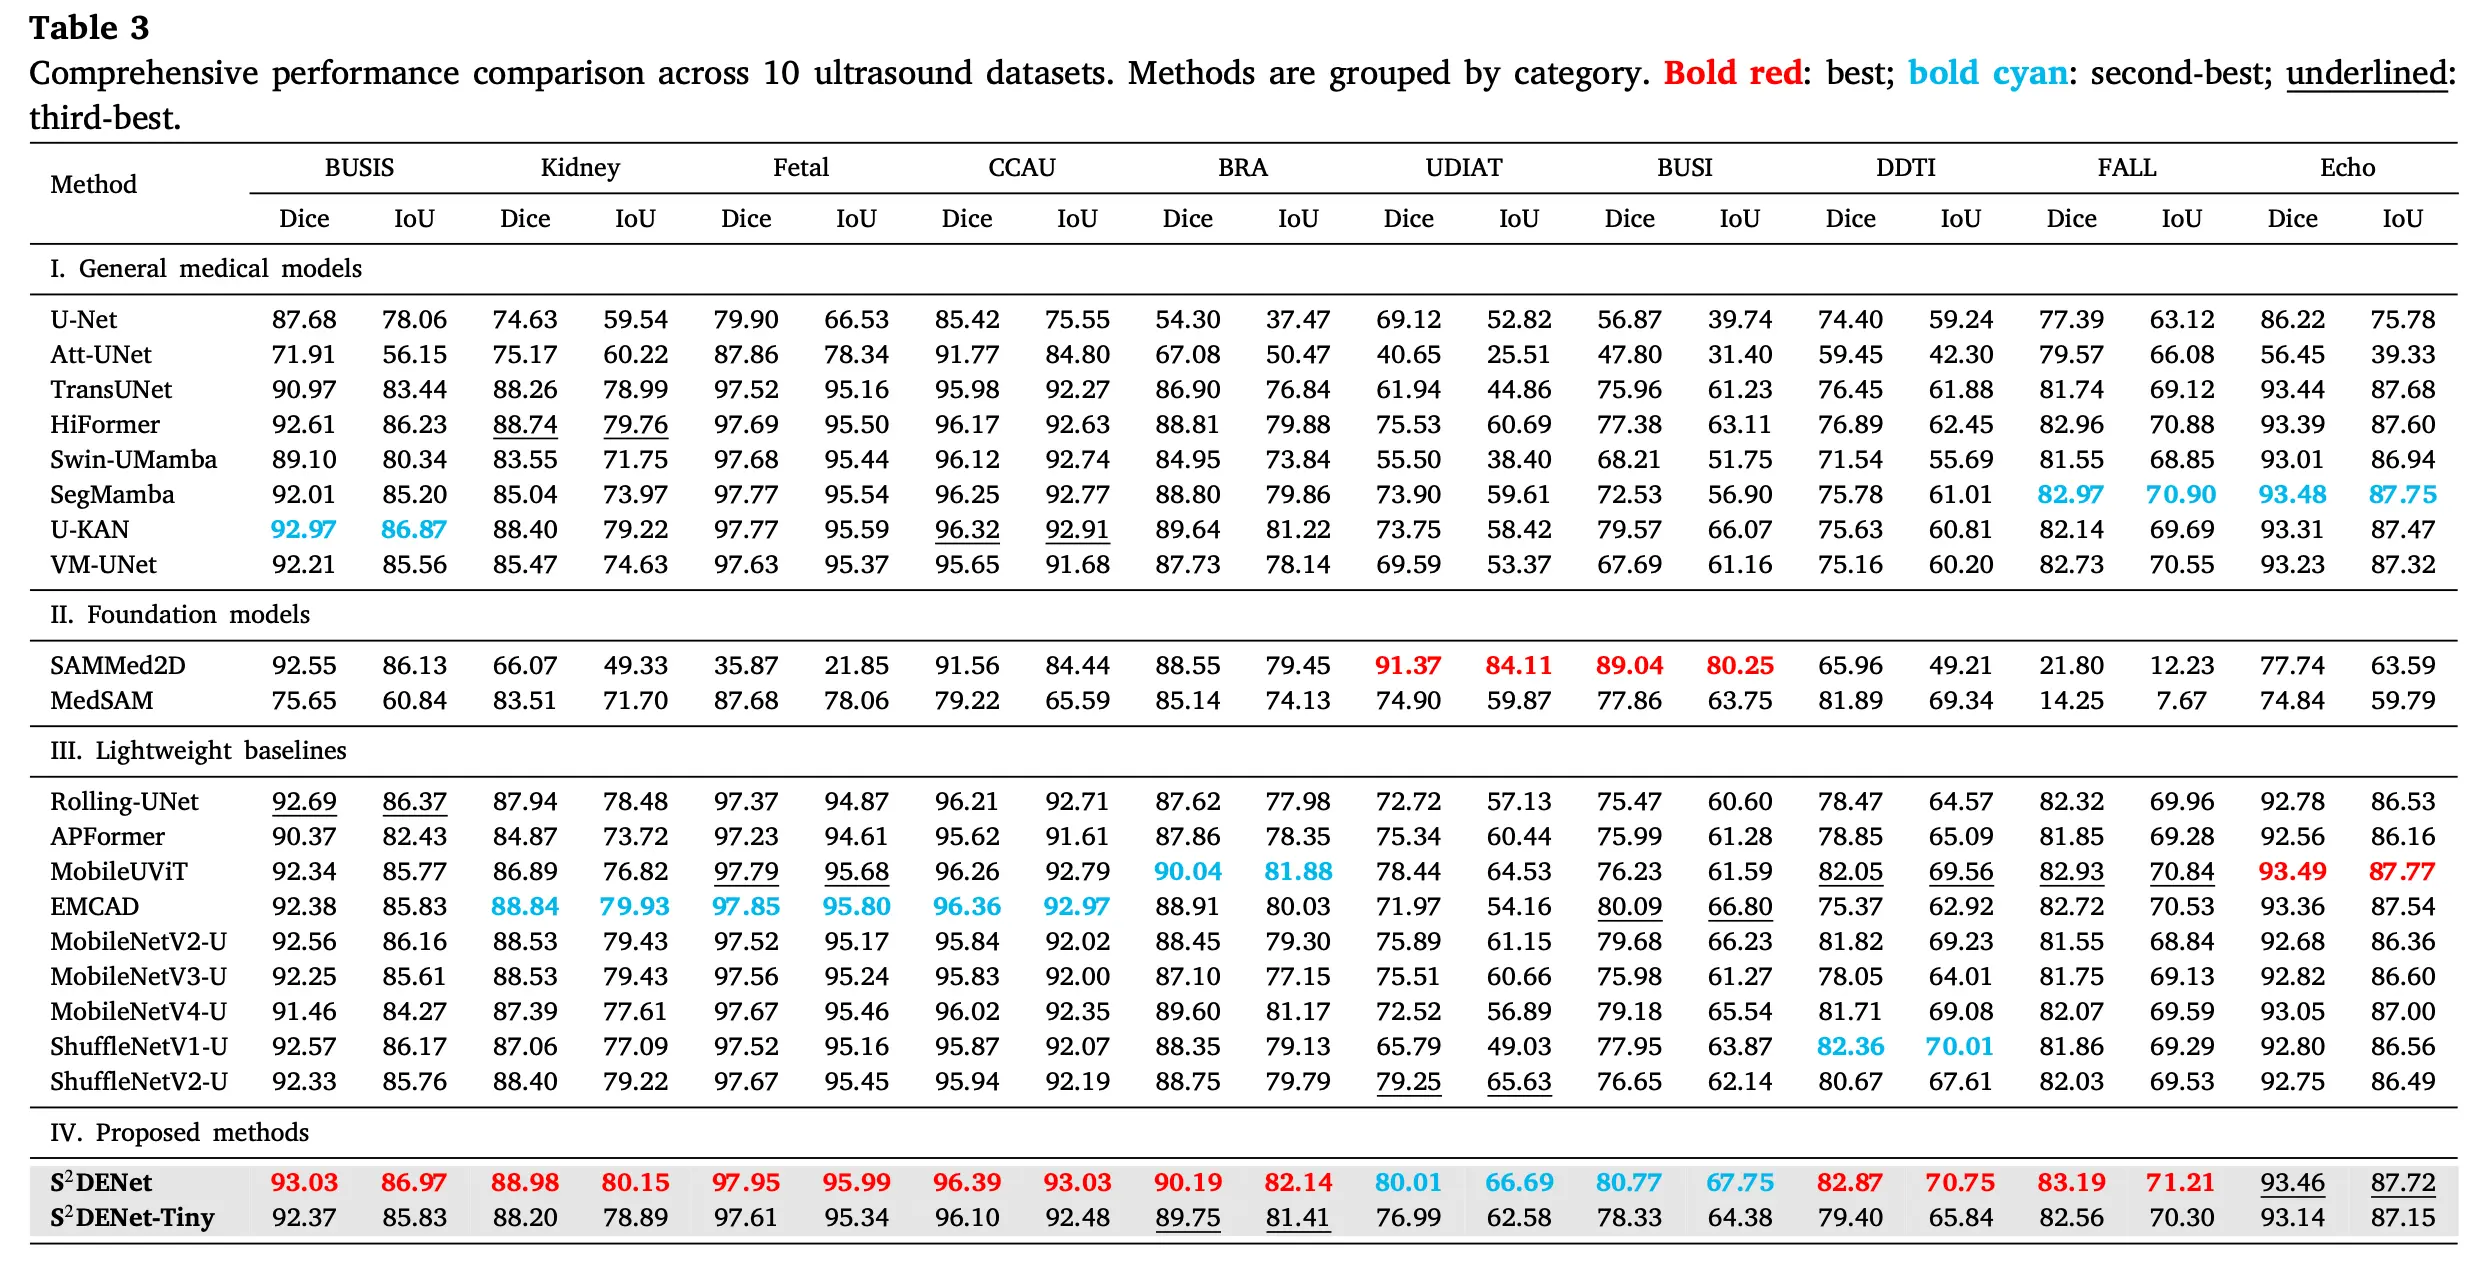 Table 3
Comprehensive performance comparison across 10 ultrasound datasets. Methods are grouped by category. Bold red: best; bold cyan: second-best; underlined:
third-best.
Method BUSIS Kidney Fetal CCAU BRA UDIAT BUSI DDTI FALL Echo
Dice IoU Dice IoU Dice IoU Dice IoU Dice IoU Dice IoU Dice IoU Dice IoU Dice IoU Dice IoU
I. General medical models
U-Net 87.68 78.06 74.63 59.54 79.90 66.53 85.42 75.55 54.30 37.47 69.12 52.82 56.87 39.74 74.40 59.24 77.39 63.12 86.22 75.78
Att-UNet 71.91 56.15 75.17 60.22 87.86 78.34 91.77 84.80 67.08 50.47 40.65 25.51 47.80 31.40 59.45 42.30 79.57 66.08 56.45 39.33
TransUNet 90.97 83.44 88.26 78.99 97.52 95.16 95.98 92.27 86.90 76.84 61.94 44.86 75.96 61.23 76.45 61.88 81.74 69.12 93.44 87.68
HiFormer 92.61 86.23 88.74 79.76 97.69 95.50 96.17 92.63 88.81 79.88 75.53 60.69 77.38 63.11 76.89 62.45 82.96 70.88 93.39 87.60
Swin-UMamba 89.10 80.34 83.55 71.75 97.68 95.44 96.12 92.74 84.95 73.84 55.50 38.40 68.21 51.75 71.54 55.69 81.55 68.85 93.01 86.94
SegMamba 92.01 85.20 85.04 73.97 97.77 95.54 96.25 92.77 88.80 79.86 73.90 59.61 72.53 56.90 75.78 61.01 82.97 70.90 93.48 87.75
U-KAN 92.97 86.87 88.40 79.22 97.77 95.59 96.32 92.91 89.64 81.22 73.75 58.42 79.57 66.07 75.63 60.81 82.14 69.69 93.31 87.47
VM-UNet 92.21 85.56 85.47 74.63 97.63 95.37 95.65 91.68 87.73 78.14 69.59 53.37 67.69 61.16 75.16 60.20 82.73 70.55 93.23 87.32
II. Foundation models
SAMMed2D 92.55 86.13 66.07 49.33 35.87 21.85 91.56 84.44 88.55 79.45 91.37 84.11 89.04 80.25 65.96 49.21 21.80 12.23 77.74 63.59
MedSAM 75.65 60.84 83.51 71.70 87.68 78.06 79.22 65.59 85.14 74.13 74.90 59.87 77.86 63.75 81.89 69.34 14.25 7.67 74.84 59.79
III. Lightweight baselines
Rolling-UNet 92.69 86.37 87.94 78.48 97.37 94.87 96.21 92.71 87.62 77.98 72.72 57.13 75.47 60.60 78.47 64.57 82.32 69.96 92.78 86.53
APFormer 90.37 82.43 84.87 73.72 97.23 94.61 95.62 91.61 87.86 78.35 75.34 60.44 75.99 61.28 78.85 65.09 81.85 69.28 92.56 86.16
MobileUViT 92.34 85.77 86.89 76.82 97.79 95.68 96.26 92.79 90.04 81.88 78.44 64.53 76.23 61.59 82.05 69.56 82.93 70.84 93.49 87.77
EMCAD 92.38 85.83 88.84 79.93 97.85 95.80 96.36 92.97 88.91 80.03 71.97 54.16 80.09 66.80 75.37 62.92 82.72 70.53 93.36 87.54
MobileNetV2-U 92.56 86.16 88.53 79.43 97.52 95.17 95.84 92.02 88.45 79.30 75.89 61.15 79.68 66.23 81.82 69.23 81.55 68.84 92.68 86.36
MobileNetV3-U 92.25 85.61 88.53 79.43 97.56 95.24 95.83 92.00 87.10 77.15 75.51 60.66 75.98 61.27 78.05 64.01 81.75 69.13 92.82 86.60
MobileNetV4-U 91.46 84.27 87.39 77.61 97.67 95.46 96.02 92.35 89.60 81.17 72.52 56.89 79.18 65.54 81.71 69.08 82.07 69.59 93.05 87.00
ShuffleNetV1-U 92.57 86.17 87.06 77.09 97.52 95.16 95.87 92.07 88.35 79.13 65.79 49.03 77.95 63.87 82.36 70.01 81.86 69.29 92.80 86.56
ShuffleNetV2-U 92.33 85.76 88.40 79.22 97.67 95.45 95.94 92.19 88.75 79.79 79.25 65.63 76.65 62.14 80.67 67.61 82.03 69.53 92.75 86.49
IV. Proposed methods
S²DENet 93.03 86.97 88.98 80.15 97.95 95.99 96.39 93.03 90.19 82.14 80.01 66.69 80.77 67.75 82.87 70.75 83.19 71.21 93.46 87.72
S²DENet-Tiny 92.37 85.83 88.20 78.89 97.61 95.34 96.10 92.48 89.75 81.41 76.99 62.58 78.33 64.38 79.40 65.84 82.56 70.30 93.14 87.15